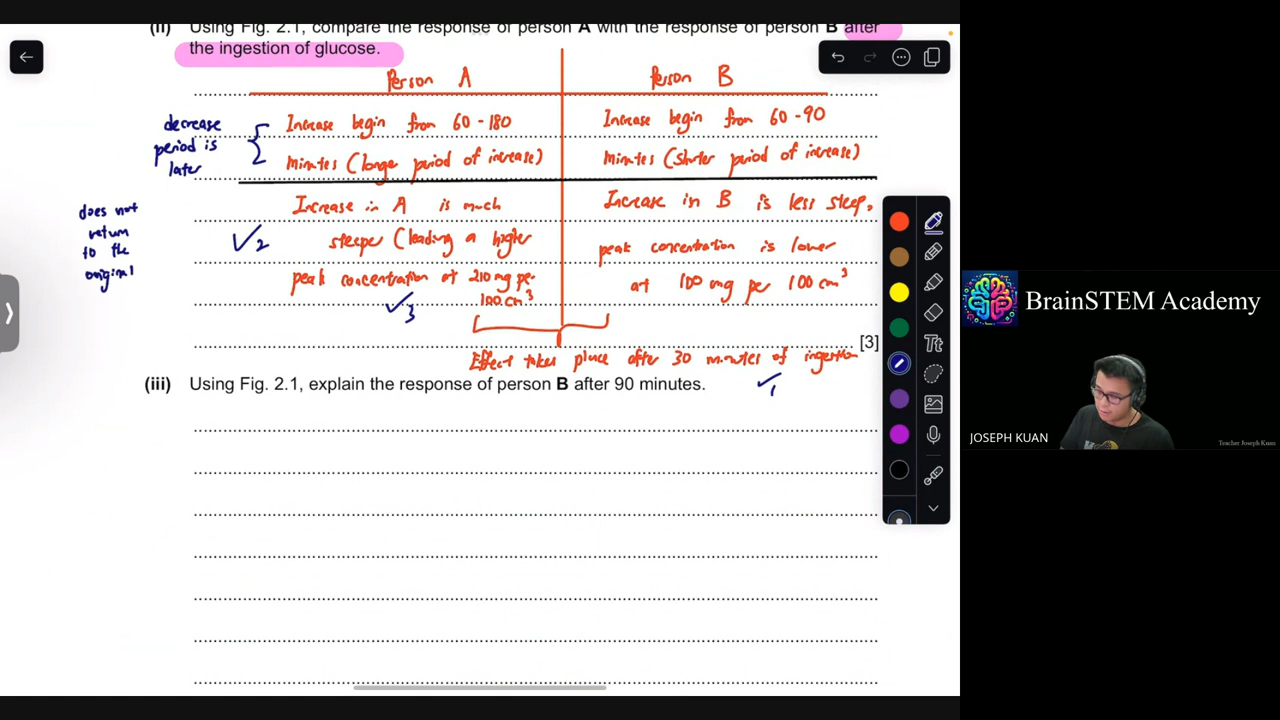 (ii) Using Fig. 2.1, compare the response of person A with the response of person B after
the ingestion of glucose.
Person A
Person B
decrease
period is
later
Increase begin from 60 - 180
minutes (longer period of increase)
Increase begin from 60 - 90
minutes (shorter period of increase)
does not
return
to the
original
Increase in A is much
steeper (leading a higher
peak concentration at 210 mg per
100 cm³
✓2
✓3
Increase in B is less steep,
peak concentration is lower
at 100 mg per 100 cm³
[3]
Effect takes place after 30 minutes of ingestion
✓1
(iii) Using Fig. 2.1, explain the response of person B after 90 minutes.
Tt
BrainSTEM Academy
JOSEPH KUAN
Teacher Joseph Kuan